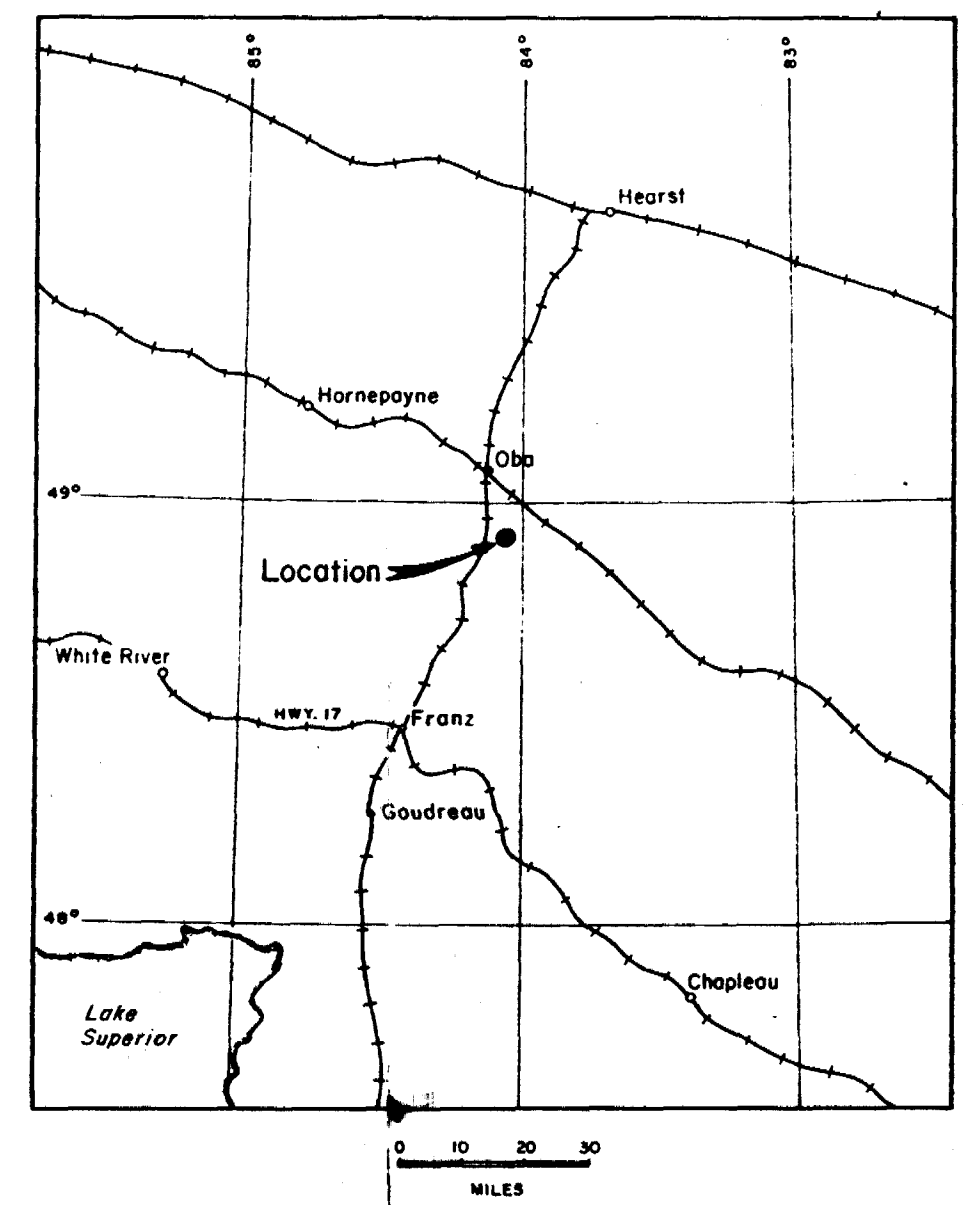 85°
84°
83°
Hearst
Hornepayne
Oba
49°
Location
White River
HWY. 17
Franz
Goudreau
48°
Chapleau
Lake
Superior
0 10 20 30
MILES